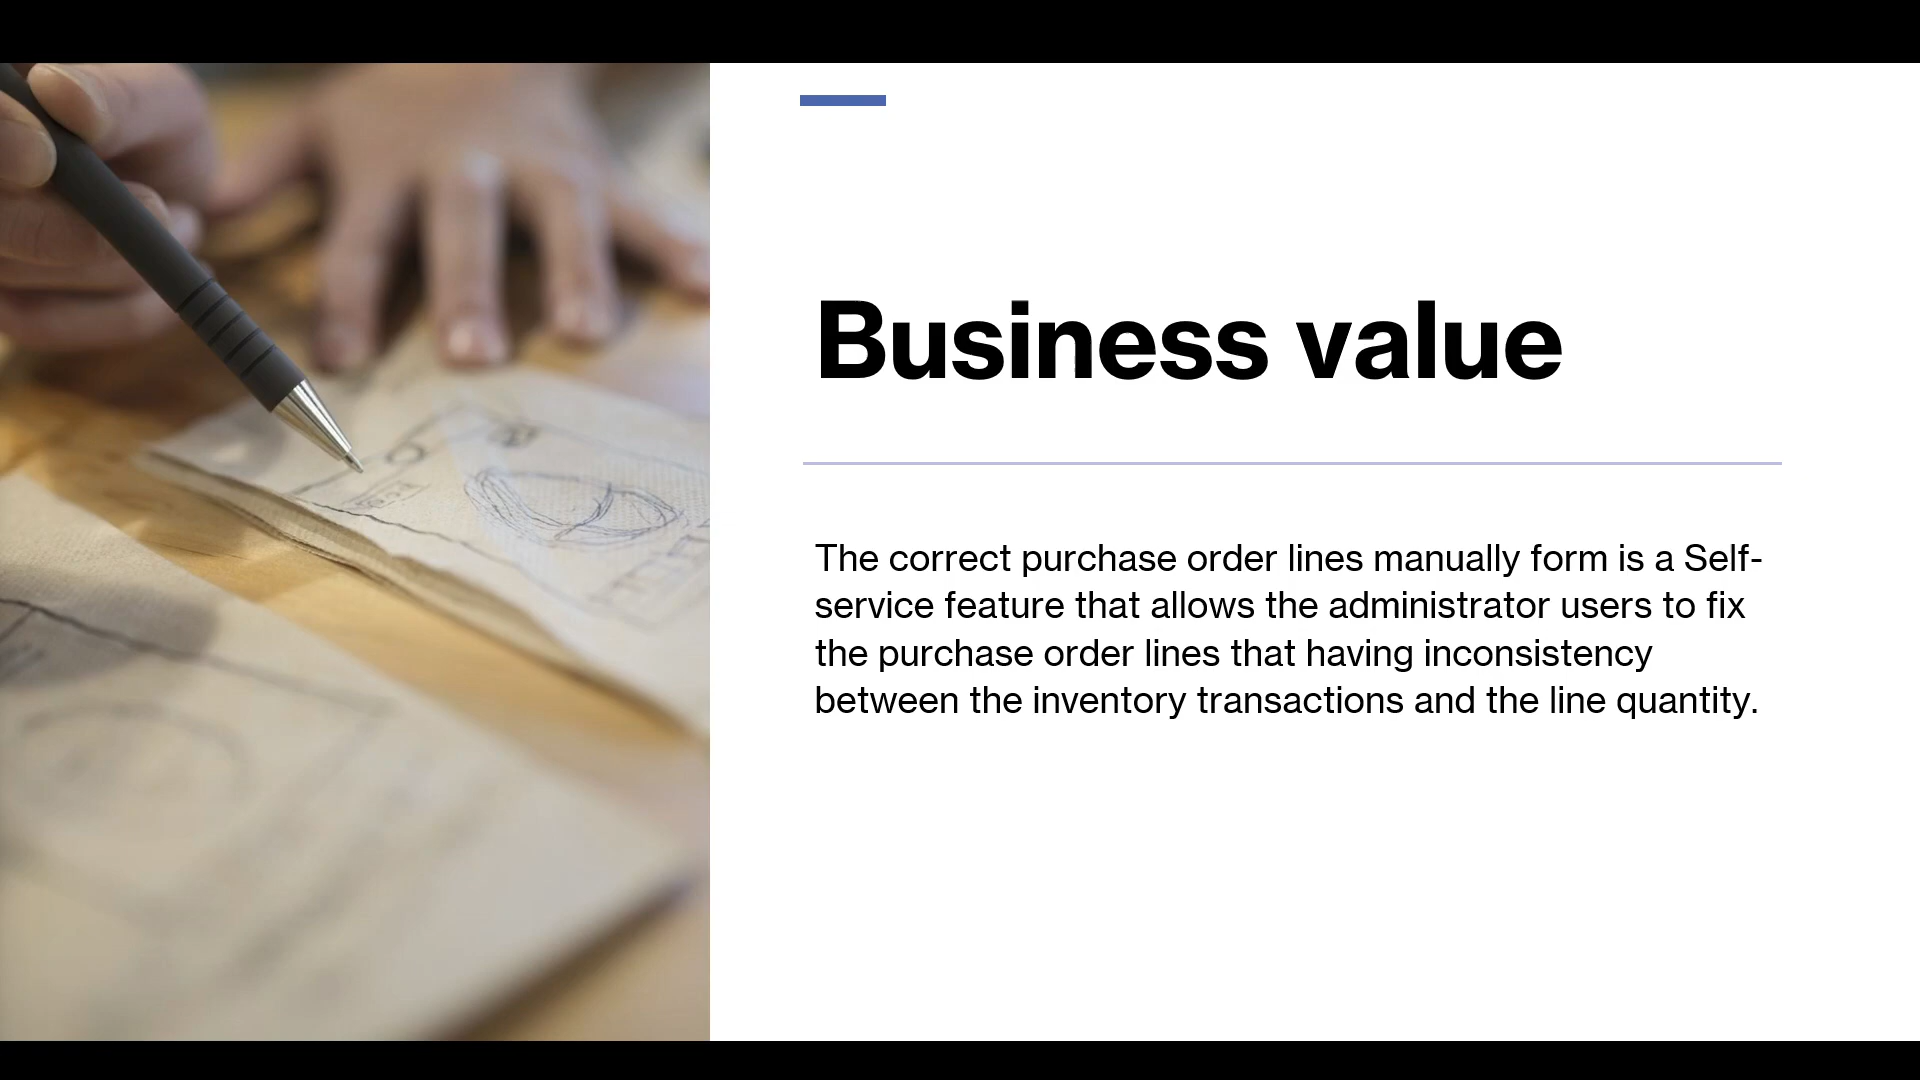 Business value
The correct purchase order lines manually form is a Self-
service feature that allows the administrator users to fix
the purchase order lines that having inconsistency
between the inventory transactions and the line quantity.